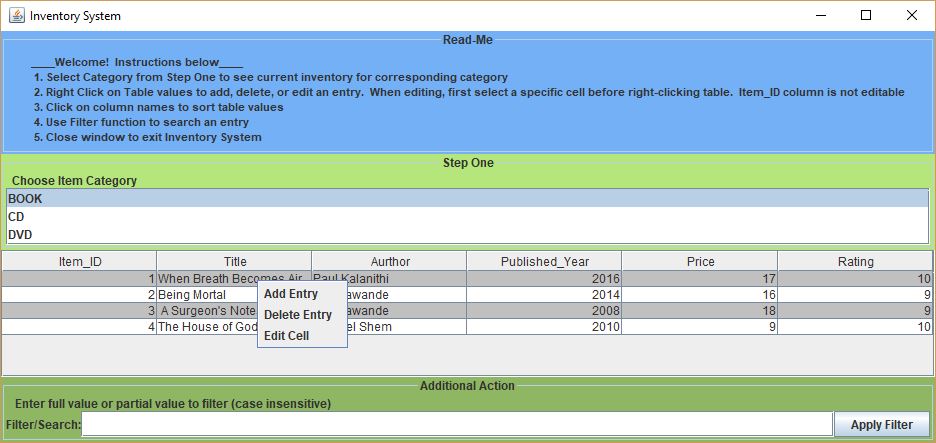 Inventory System
Read-Me
____Welcome!  Instructions below____
1. Select Category from Step One to see current inventory for corresponding category
2. Right Click on Table values to add, delete, or edit an entry.  When editing, first select a specific cell before right-clicking table.  Item_ID column is not editable
3. Click on column names to sort table values
4. Use Filter function to search an entry
5. Close window to exit Inventory System
Step One
Choose Item Category
BOOK
CD
DVD
Item_ID Title Aurthor Published_Year Price Rating
1 When Breath Becomes Air Paul Kalanithi 2016 17 10
2 Being Mortal awande 2014 16 9
3 A Surgeon's Note awande 2008 18 9
4 The House of God el Shem 2010 9 10
Add Entry
Delete Entry
Edit Cell
Additional Action
Enter full value or partial value to filter (case insensitive)
Filter/Search: Apply Filter